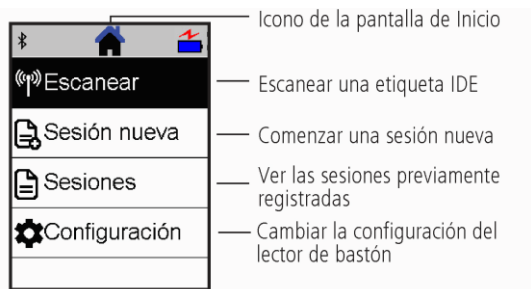 Icono de la pantalla de Inicio
Escanear
Escanear una etiqueta IDE
Sesión nueva
Comenzar una sesión nueva
Sesiones
Ver las sesiones previamente
registradas
Configuración
Cambiar la configuración del
lector de bastón